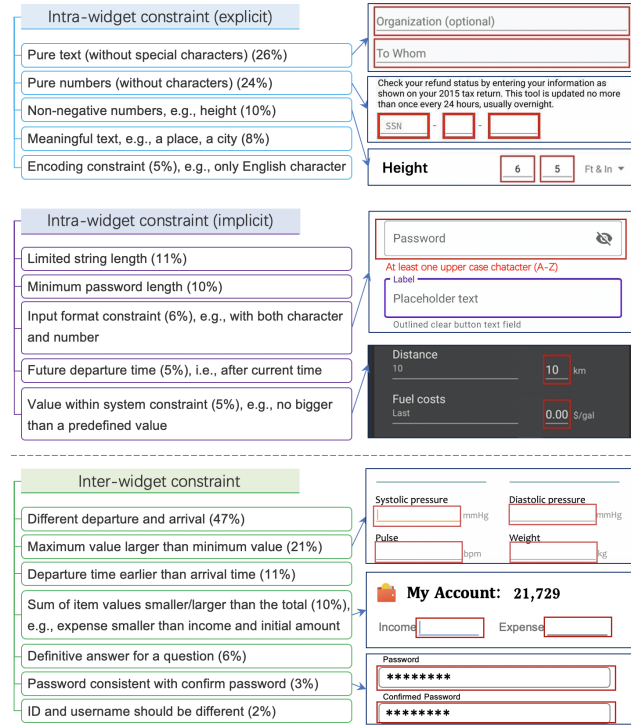 Intra-widget constraint (explicit)
Pure text (without special characters) (26%)
Pure numbers (without characters) (24%)
Non-negative numbers, e.g., height (10%)
Meaningful text, e.g., a place, a city (8%)
Encoding constraint (5%), e.g., only English character
Organization (optional)
To Whom
Check your refund status by entering your information as
shown on your 2015 tax return. This tool is updated no more
than once every 24 hours, usually overnight.
SSN - -
Height 6 5 Ft & In
Intra-widget constraint (implicit)
Limited string length (11%)
Minimum password length (10%)
Input format constraint (6%), e.g., with both character
and number
Future departure time (5%), i.e., after current time
Value within system constraint (5%), e.g., no bigger
than a predefined value
Password
At least one upper case chatacter (A-Z)
Label
Placeholder text
Outlined clear button text field
Distance
10 10 km
Fuel costs
Last 0.00 $/gal
Inter-widget constraint
Different departure and arrival (47%)
Maximum value larger than minimum value (21%)
Departure time earlier than arrival time (11%)
Sum of item values smaller/larger than the total (10%),
e.g., expense smaller than income and initial amount
Definitive answer for a question (6%)
Password consistent with confirm password (3%)
ID and username should be different (2%)
Systolic pressure Diastolic pressure
mmHg mmHg
Pulse Weight
bpm kg
My Account: 21,729
Income Expense
Password
********
Confirmed Password
********